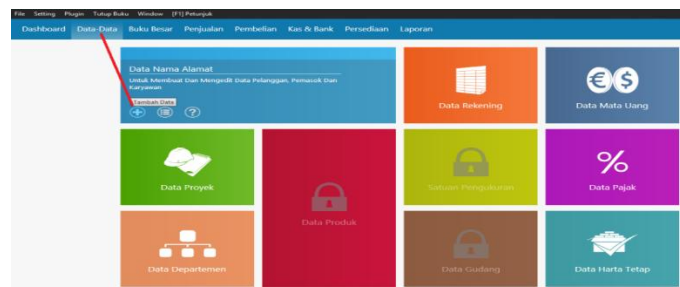 File Setting Plugin Tutup Buku Window [F1] Petunjuk
Dashboard Data-Data Buku Besar Penjualan Pembelian Kas & Bank Persediaan Laporan
Data Nama Alamat
Untuk Membuat Dan Mengedit Data Pelanggan, Pemasok Dan
Karyawan
Tambah Data
Data Rekening
Data Mata Uang
Data Proyek
Data Produk
Satuan Pengukuran
Data Pajak
Data Departemen
Data Gudang
Data Harta Tetap